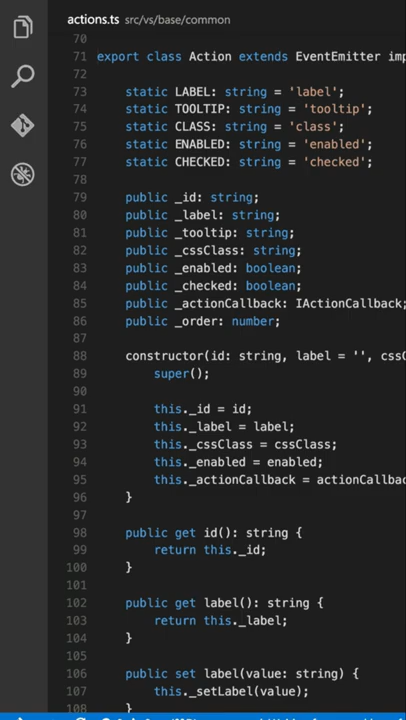 actions.ts src/vs/base/common
70
71 export class Action extends EventEmitter imp
72
73 static LABEL: string = 'label';
74 static TOOLTIP: string = 'tooltip';
75 static CLASS: string = 'class';
76 static ENABLED: string = 'enabled';
77 static CHECKED: string = 'checked';
78
79 public _id: string;
80 public _label: string;
81 public _tooltip: string;
82 public _cssClass: string;
83 public _enabled: boolean;
84 public _checked: boolean;
85 public _actionCallback: IActionCallback;
86 public _order: number;
87
88 constructor(id: string, label = '', cssC
89 super();
90
91 this._id = id;
92 this._label = label;
93 this._cssClass = cssClass;
94 this._enabled = enabled;
95 this._actionCallback = actionCallbac
96 }
97
98 public get id(): string {
99 return this._id;
100 }
101
102 public get label(): string {
103 return this._label;
104 }
105
106 public set label(value: string) {
107 this._setLabel(value);
108 }